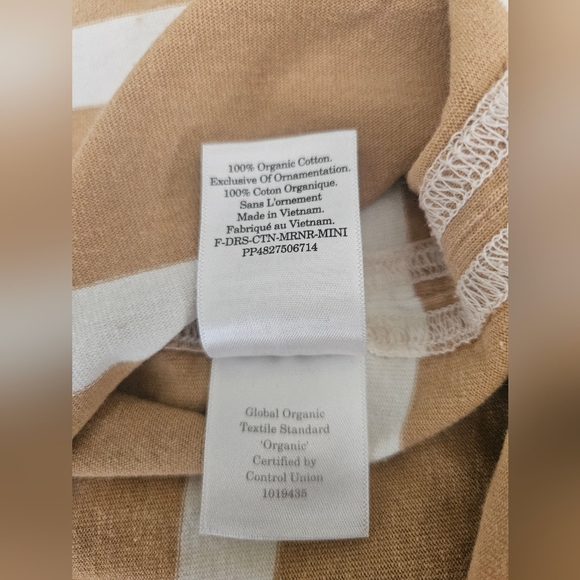 100% Organic Cotton.
Exclusive Of Ornamentation.
100% Coton Organique.
Sans L'ornement
Made in Vietnam.
Fabriqué au Vietnam.
F-DRS-CTN-MRNR-MINI
PP4827506714
Global Organic
Textile Standard
'Organic'
Certified by
Control Union
1019435